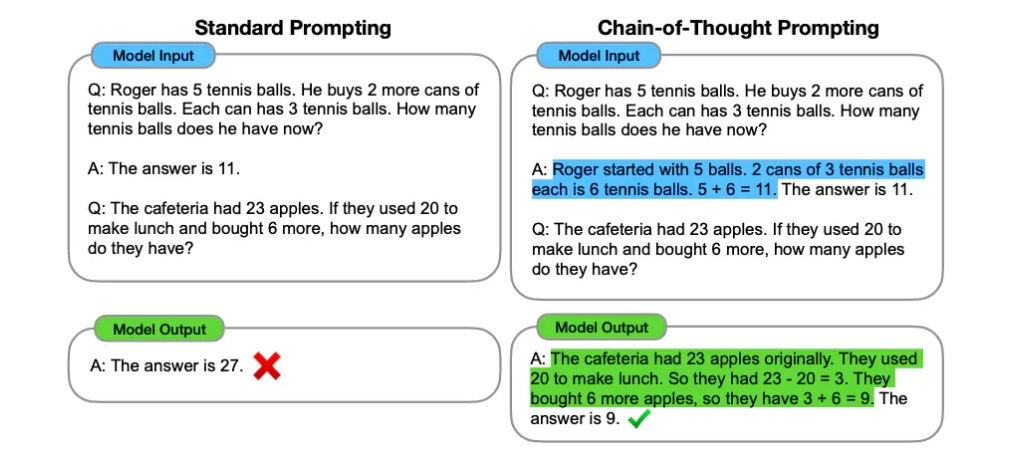 Standard Prompting
Model Input
Q: Roger has 5 tennis balls. He buys 2 more cans of
tennis balls. Each can has 3 tennis balls. How many
tennis balls does he have now?
A: The answer is 11.
Q: The cafeteria had 23 apples. If they used 20 to
make lunch and bought 6 more, how many apples
do they have?
Model Output
A: The answer is 27.
Chain-of-Thought Prompting
Model Input
Q: Roger has 5 tennis balls. He buys 2 more cans of
tennis balls. Each can has 3 tennis balls. How many
tennis balls does he have now?
A: Roger started with 5 balls. 2 cans of 3 tennis balls
each is 6 tennis balls. 5 + 6 = 11. The answer is 11.
Q: The cafeteria had 23 apples. If they used 20 to
make lunch and bought 6 more, how many apples
do they have?
Model Output
A: The cafeteria had 23 apples originally. They used
20 to make lunch. So they had 23 - 20 = 3. They
bought 6 more apples, so they have 3 + 6 = 9. The
answer is 9.